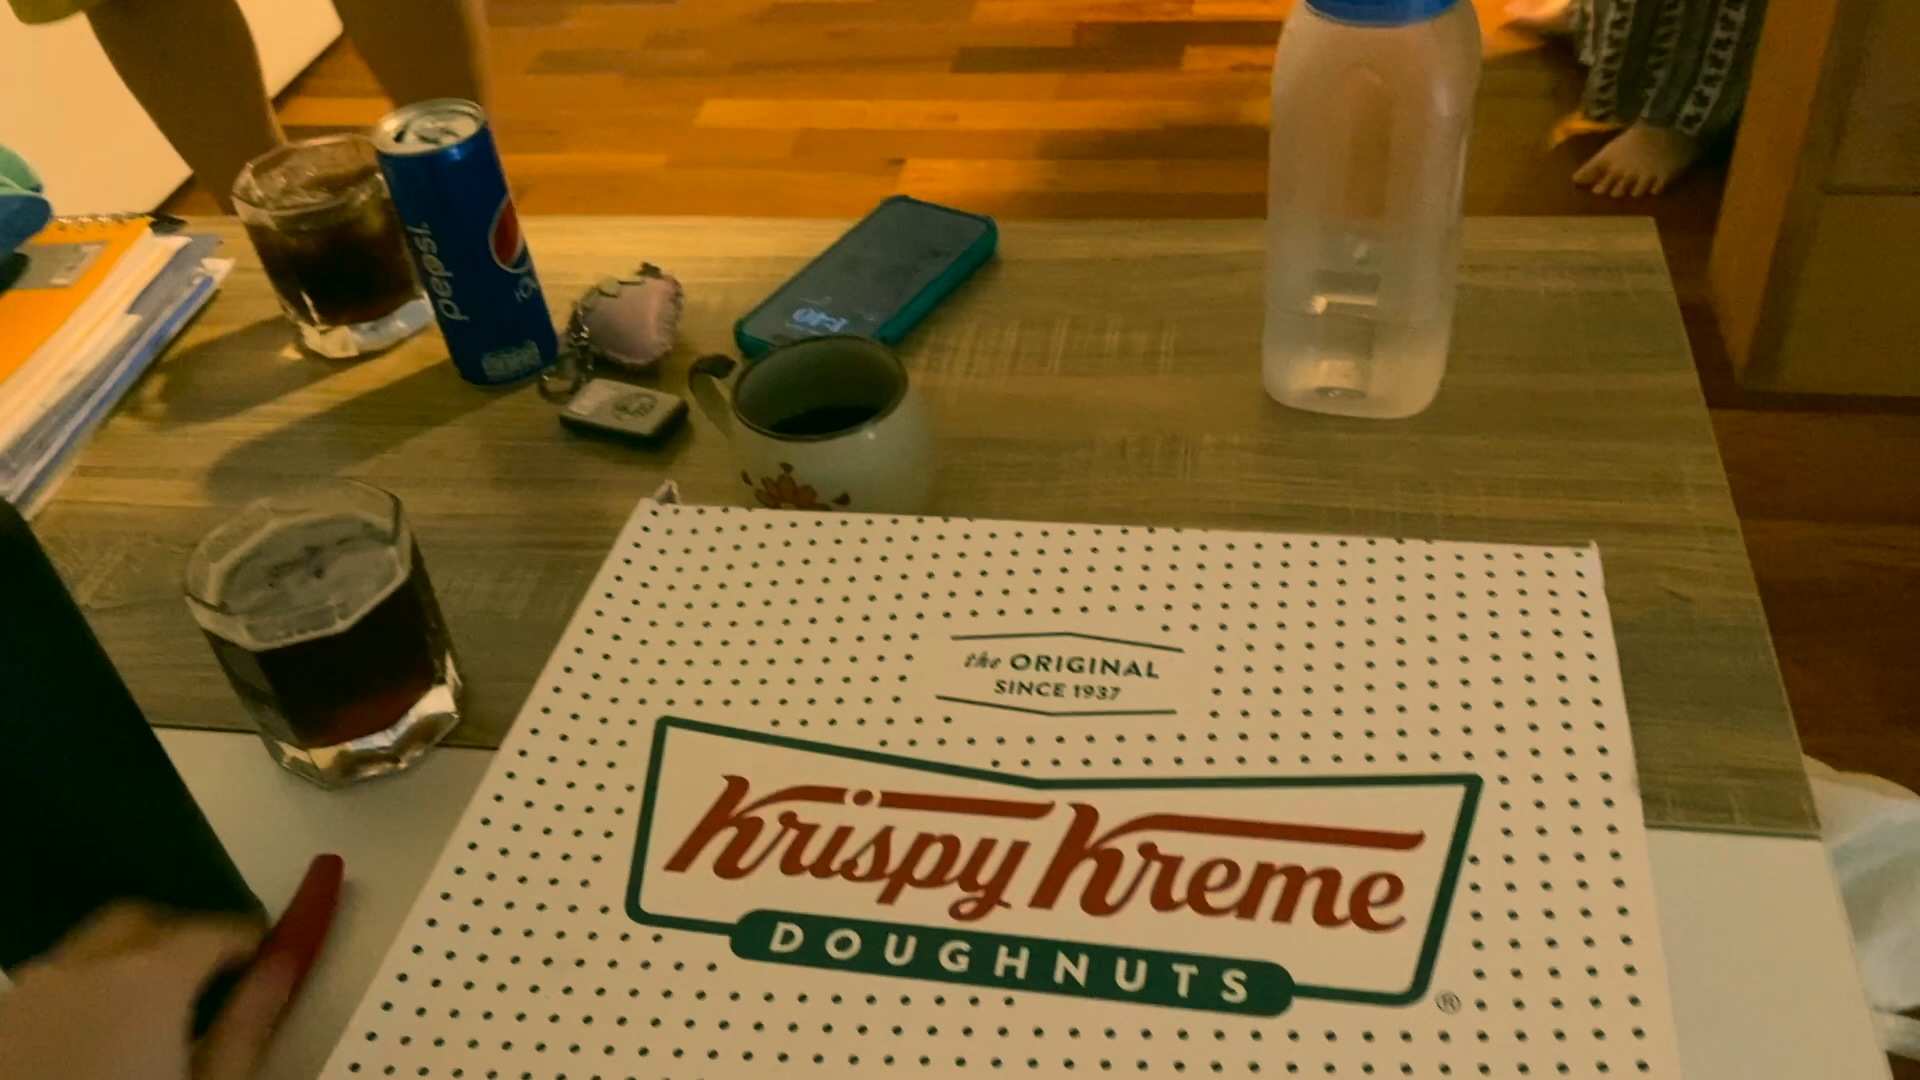 pepsi
the ORIGINAL
SINCE 1937
Krispy Kreme
DOUGHNUTS
®